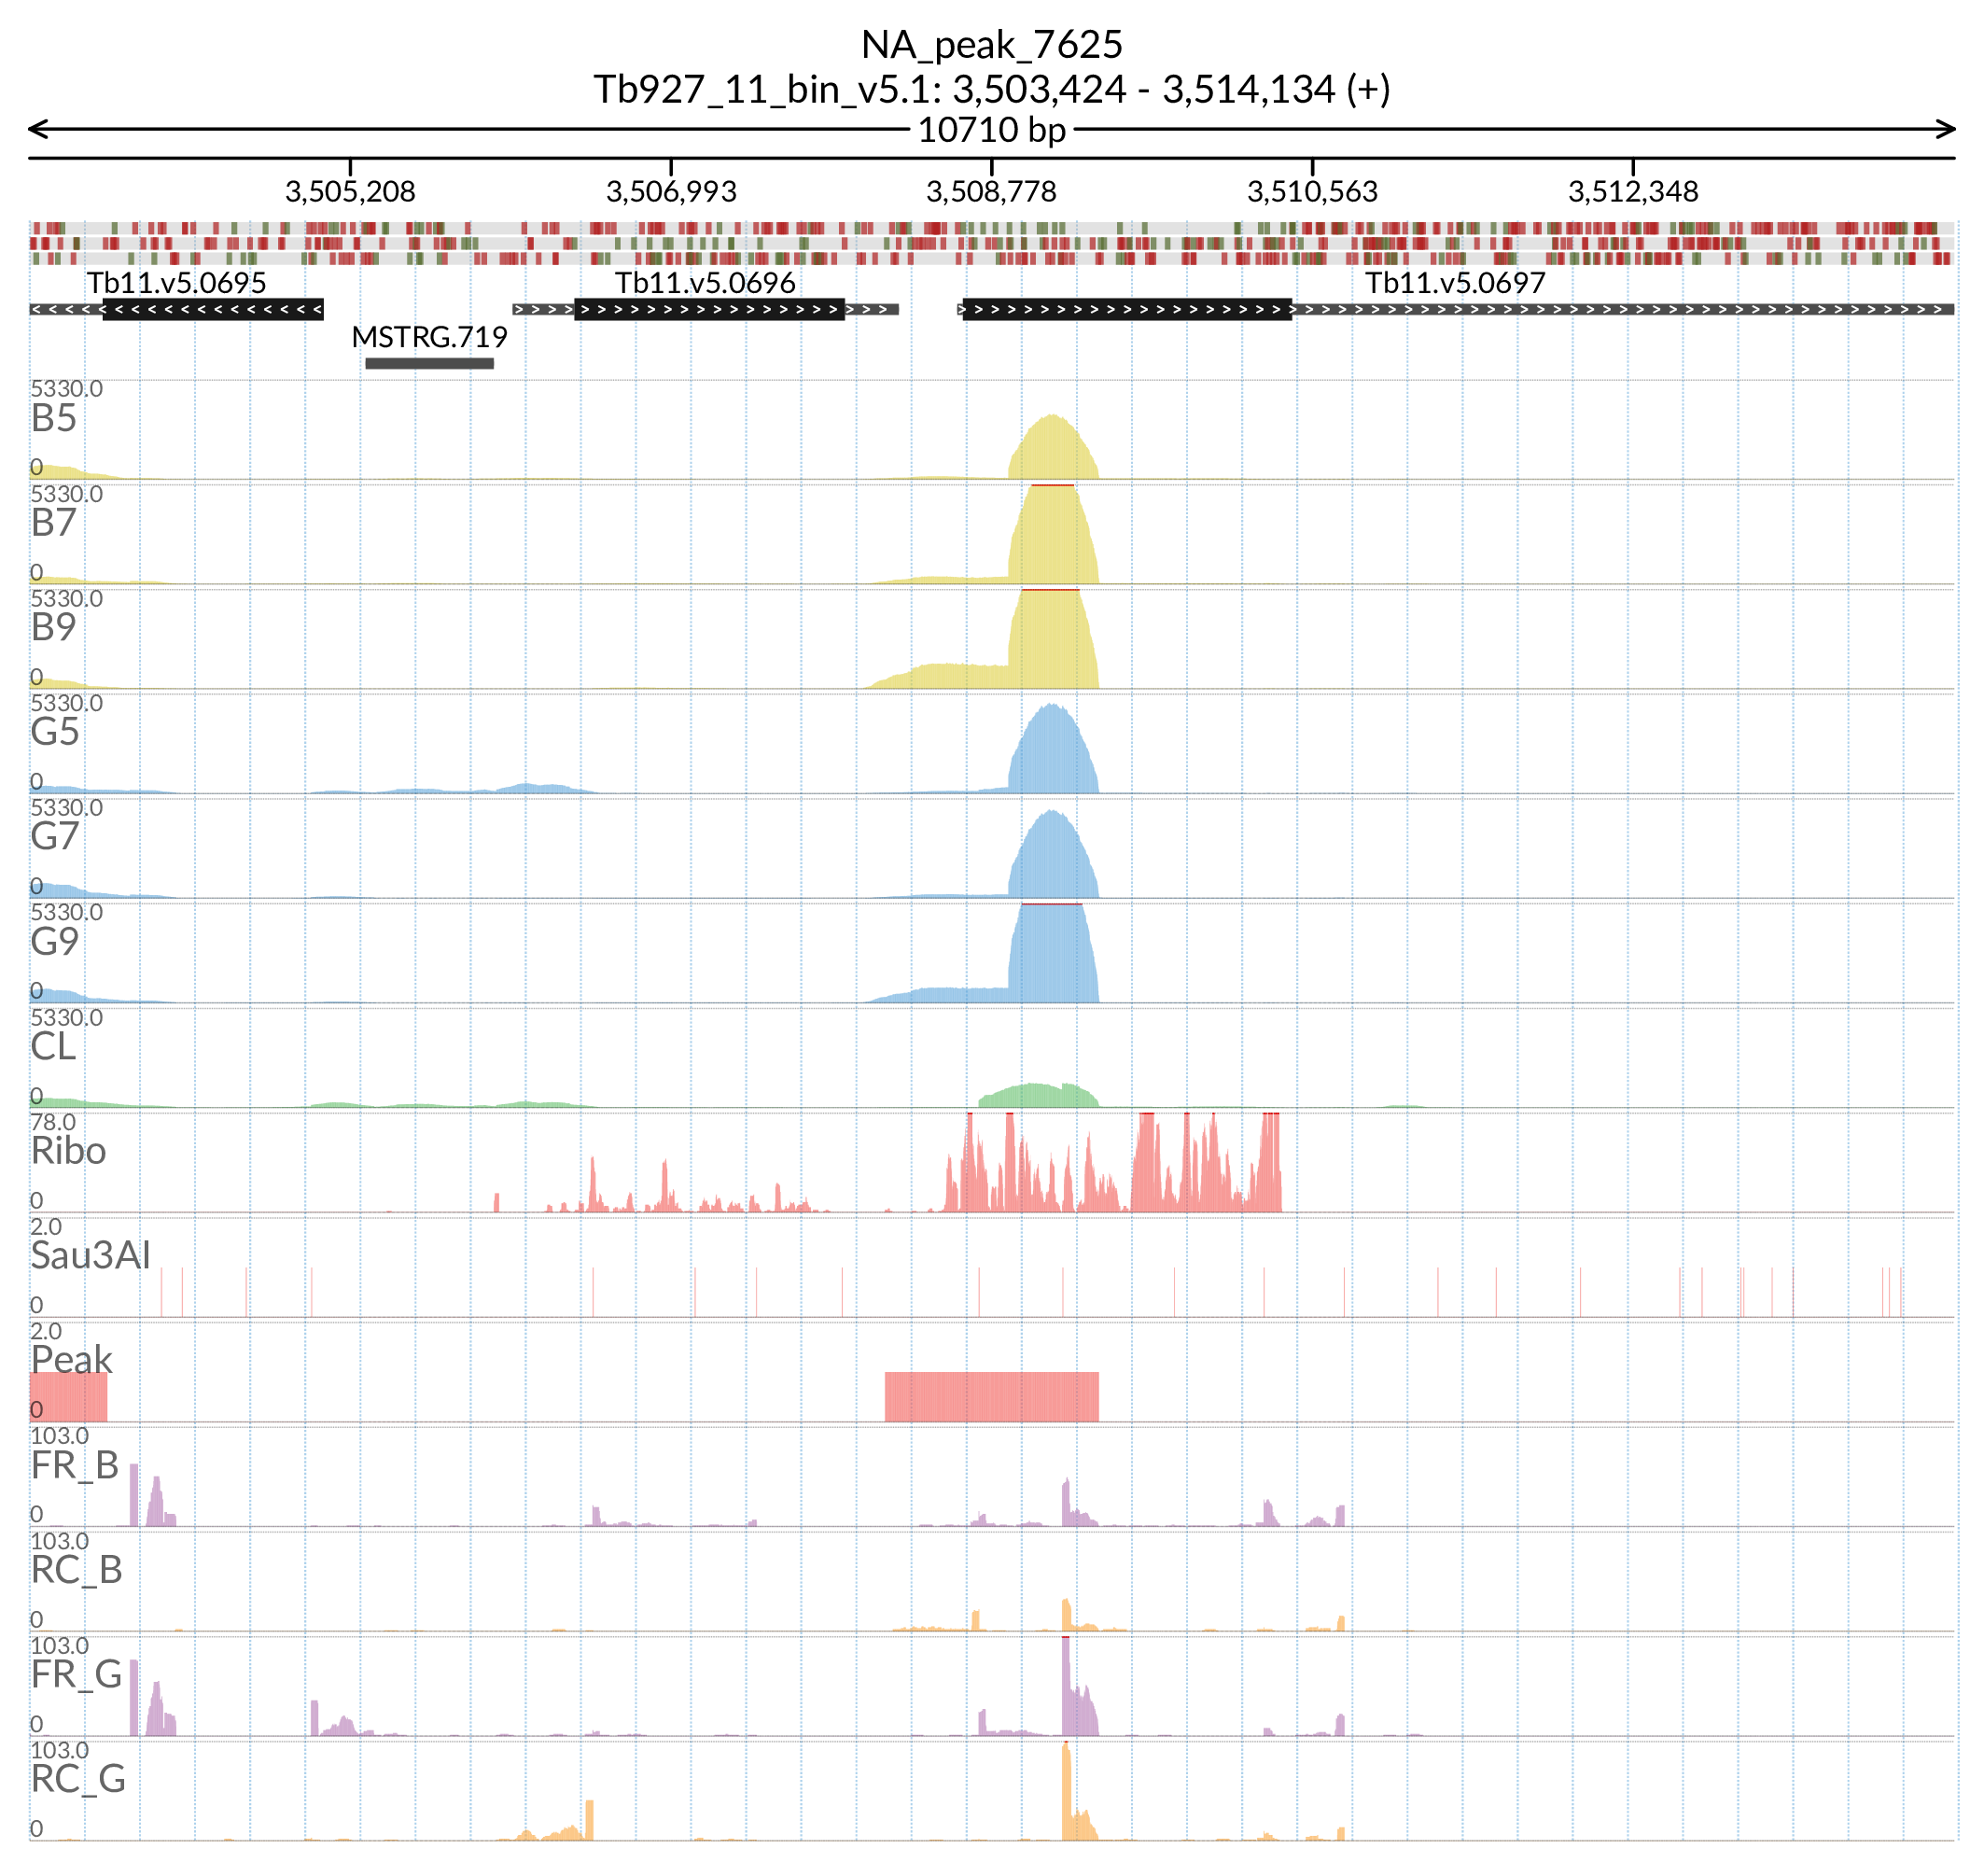 NA_peak_7625
Tb927_11_bin_v5.1: 3,503,424 - 3,514,134 (+)
10710 bp
3,505,208 3,506,993 3,508,778 3,510,563 3,512,348
Tb11.v5.0695 Tb11.v5.0696 Tb11.v5.0697
MSTRG.719
5330.0
B5
0
5330.0
B7
0
5330.0
B9
0
5330.0
G5
0
5330.0
G7
0
5330.0
G9
0
5330.0
CL
0
78.0
Ribo
0
2.0
Sau3AI
0
2.0
Peak
0
103.0
FR_B
0
103.0
RC_B
0
103.0
FR_G
0
103.0
RC_G
0